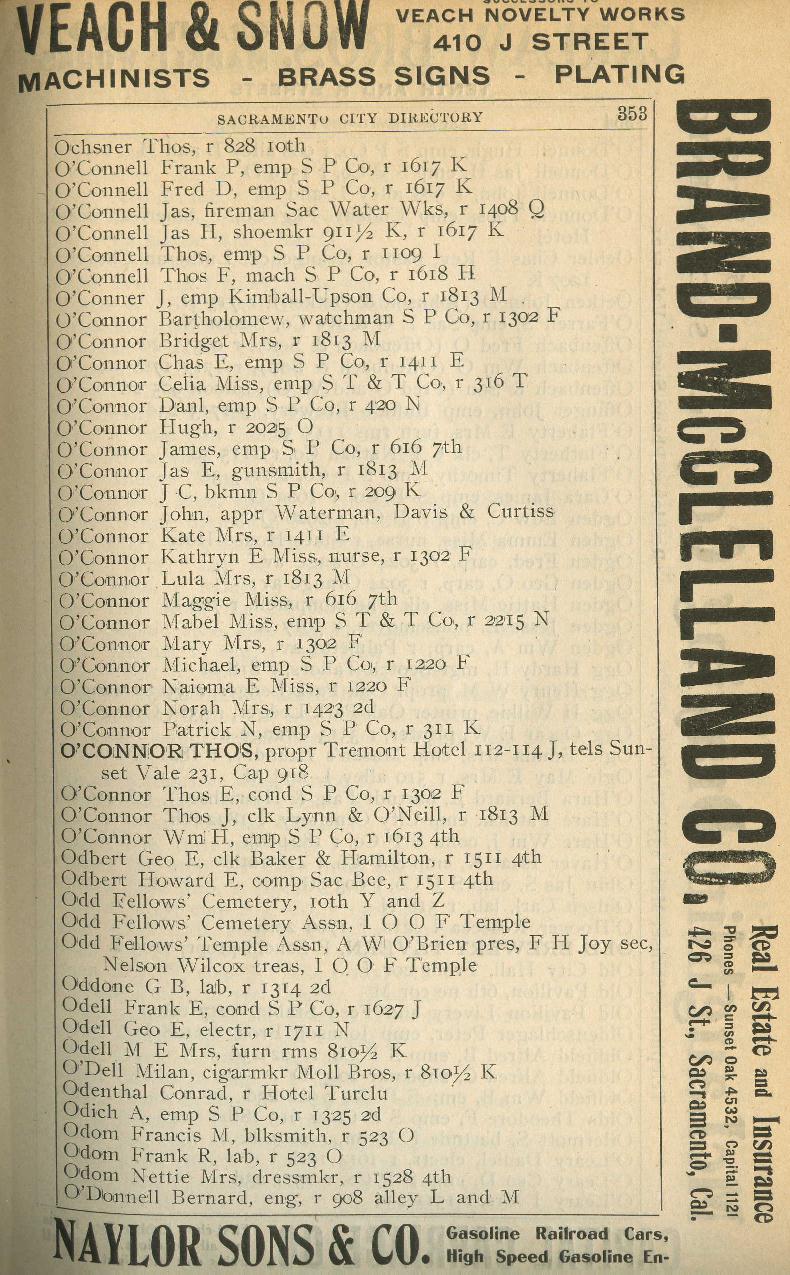 VEACH & SNOW
SUCCESSORS TO
VEACH NOVELTY WORKS
410 J STREET
MACHINISTS - BRASS SIGNS - PLATING
SACRAMENTO CITY DIRECTORY 353
Ochsner Thos, r 828 10th
O'Connell Frank P, emp S P Co, r 1617 K
O'Connell Fred D, emp S P Co, r 1617 K
O'Connell Jas, fireman Sac Water Wks, r 1408 Q
O'Connell Jas H, shoemkr 911½ K, r 1617 K
O'Connell Thos, emp S P Co, r 1109 I
O'Connell Thos F, mach S P Co, r 1618 H
O'Conner J, emp Kimball-Upson Co, r 1813 M
O'Connor Bartholomew, watchman S P Co, r 1302 F
O'Connor Bridget Mrs, r 1813 M
O'Connor Chas E, emp S P Co, r 1411 E
O'Connor Celia Miss, emp S T & T Co, r 316 T
O'Connor Danl, emp S P Co, r 420 N
O'Connor Hugh, r 2025 O
O'Connor James, emp S P Co, r 616 7th
O'Connor Jas E, gunsmith, r 1813 M
O'Connor J C, bkmn S P Co, r 209 K
O'Connor John, appr Waterman, Davis & Curtiss
O'Connor Kate Mrs, r 1411 E
O'Connor Kathryn E Miss, nurse, r 1302 F
O'Connor Lula Mrs, r 1813 M
O'Connor Maggie Miss, r 616 7th
O'Connor Mabel Miss, emp S T & T Co, r 2215 N
O'Connor Mary Mrs, r 1302 F
O'Connor Michael, emp S P Co, r 1220 F
O'Connor Naioma E Miss, r 1220 F
O'Connor Norah Mrs, r 1423 2d
O'Connor Patrick N, emp S P Co, r 311 K
O'CONNOR THOS, propr Tremont Hotel 112-114 J, tels Sun-
set Vale 231, Cap 918
O'Connor Thos E, cond S P Co, r 1302 F
O'Connor Thos J, clk Lynn & O'Neill, r 1813 M
O'Connor Wm H, emp S P Co, r 1613 4th
Odbert Geo E, clk Baker & Hamilton, r 1511 4th
Odbert Howard E, comp Sac Bee, r 1511 4th
Odd Fellows' Cemetery, 10th Y and Z
Odd Fellows' Cemetery Assn, I O O F Temple
Odd Fellows' Temple Assn, A W O'Brien pres, F H Joy sec,
Nelson Wilcox treas, I O O F Temple
Oddone G B, lab, r 1314 2d
Odell Frank E, cond S P Co, r 1627 J
Odell Geo E, electr, r 1711 N
Odell M E Mrs, furn rms 810½ K
O'Dell Milan, cigarmkr Moll Bros, r 810½ K
Odenthal Conrad, r Hotel Turclu
Odich A, emp S P Co, r 1325 2d
Odom Francis M, blksmith, r 523 O
Odom Frank R, lab, r 523 O
Odom Nettie Mrs, dressmkr, r 1528 4th
O'Donnell Bernard, eng, r 908 alley L and M
BRAND-McCLELLAND CO.
Real Estate and Insurance
Phones — Sunset Oak 4532, Capital 1121
426 J St., Sacramento, Cal.
NAYLOR SONS & CO.
Gasoline Railroad Cars,
High Speed Gasoline En-